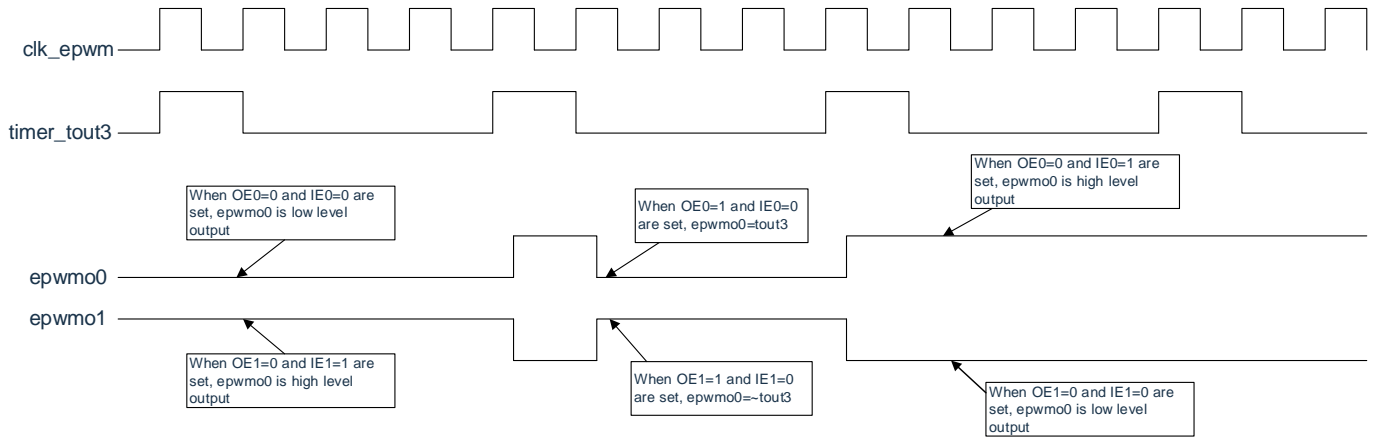 clk_epwm
timer_tout3
When OE0=0 and IE0=0 are
set, epwmo0 is low level
output
When OE0=1 and IE0=0
are set, epwmo0=tout3
When OE0=0 and IE0=1 are
set, epwmo0 is high level
output
epwmo0
epwmo1
When OE1=0 and IE1=1 are
set, epwmo0 is high level
output
When OE1=1 and IE1=0
are set, epwmo0=~tout3
When OE1=0 and IE1=0 are
set, epwmo0 is low level
output